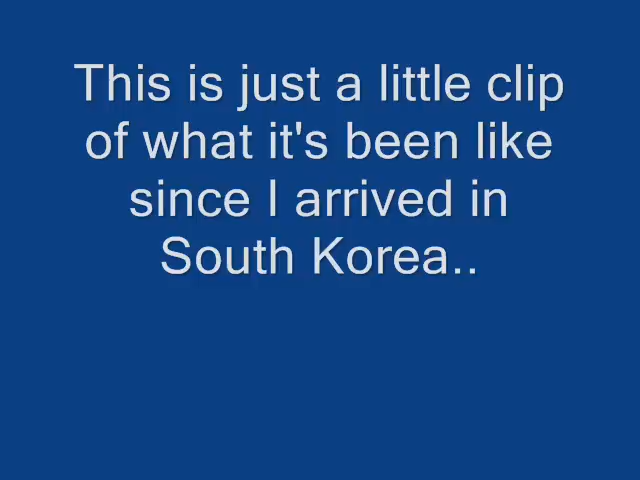 This is just a little clip
of what it's been like
since I arrived in
South Korea..